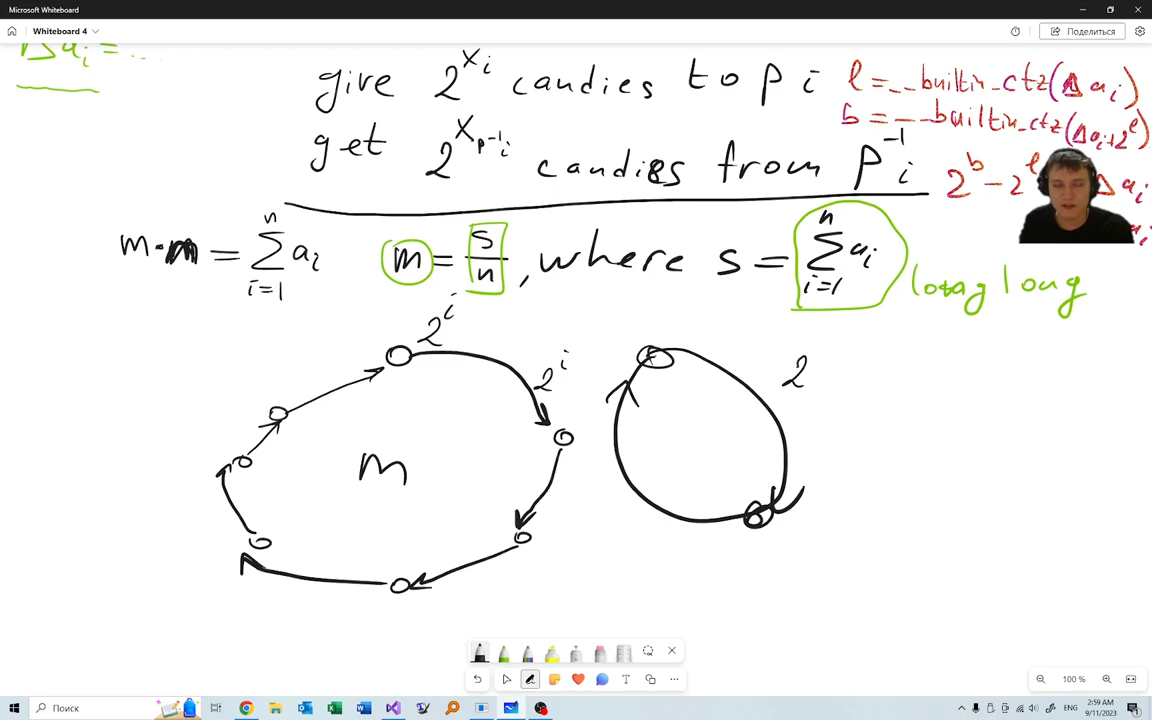 Microsoft Whiteboard
Whiteboard 4
Поделиться
Δa_i = ...
give 2^{x_i} candies to p_i
get 2^{x_{p^{-1}_i}} candies from p^{-1}_i
l = __builtin_ctz(Δa_i)
b = __builtin_ctz(Δa_i+2^l)
2^b - 2^l Δa_i
m·n = Σ_{i=1}^{n} a_i
m = s/n, where s = Σ_{i=1}^{n} a_i
long long
2^i
2^i
2
m
100 %
Поиск
ENG
2:59 AM
9/11/2023